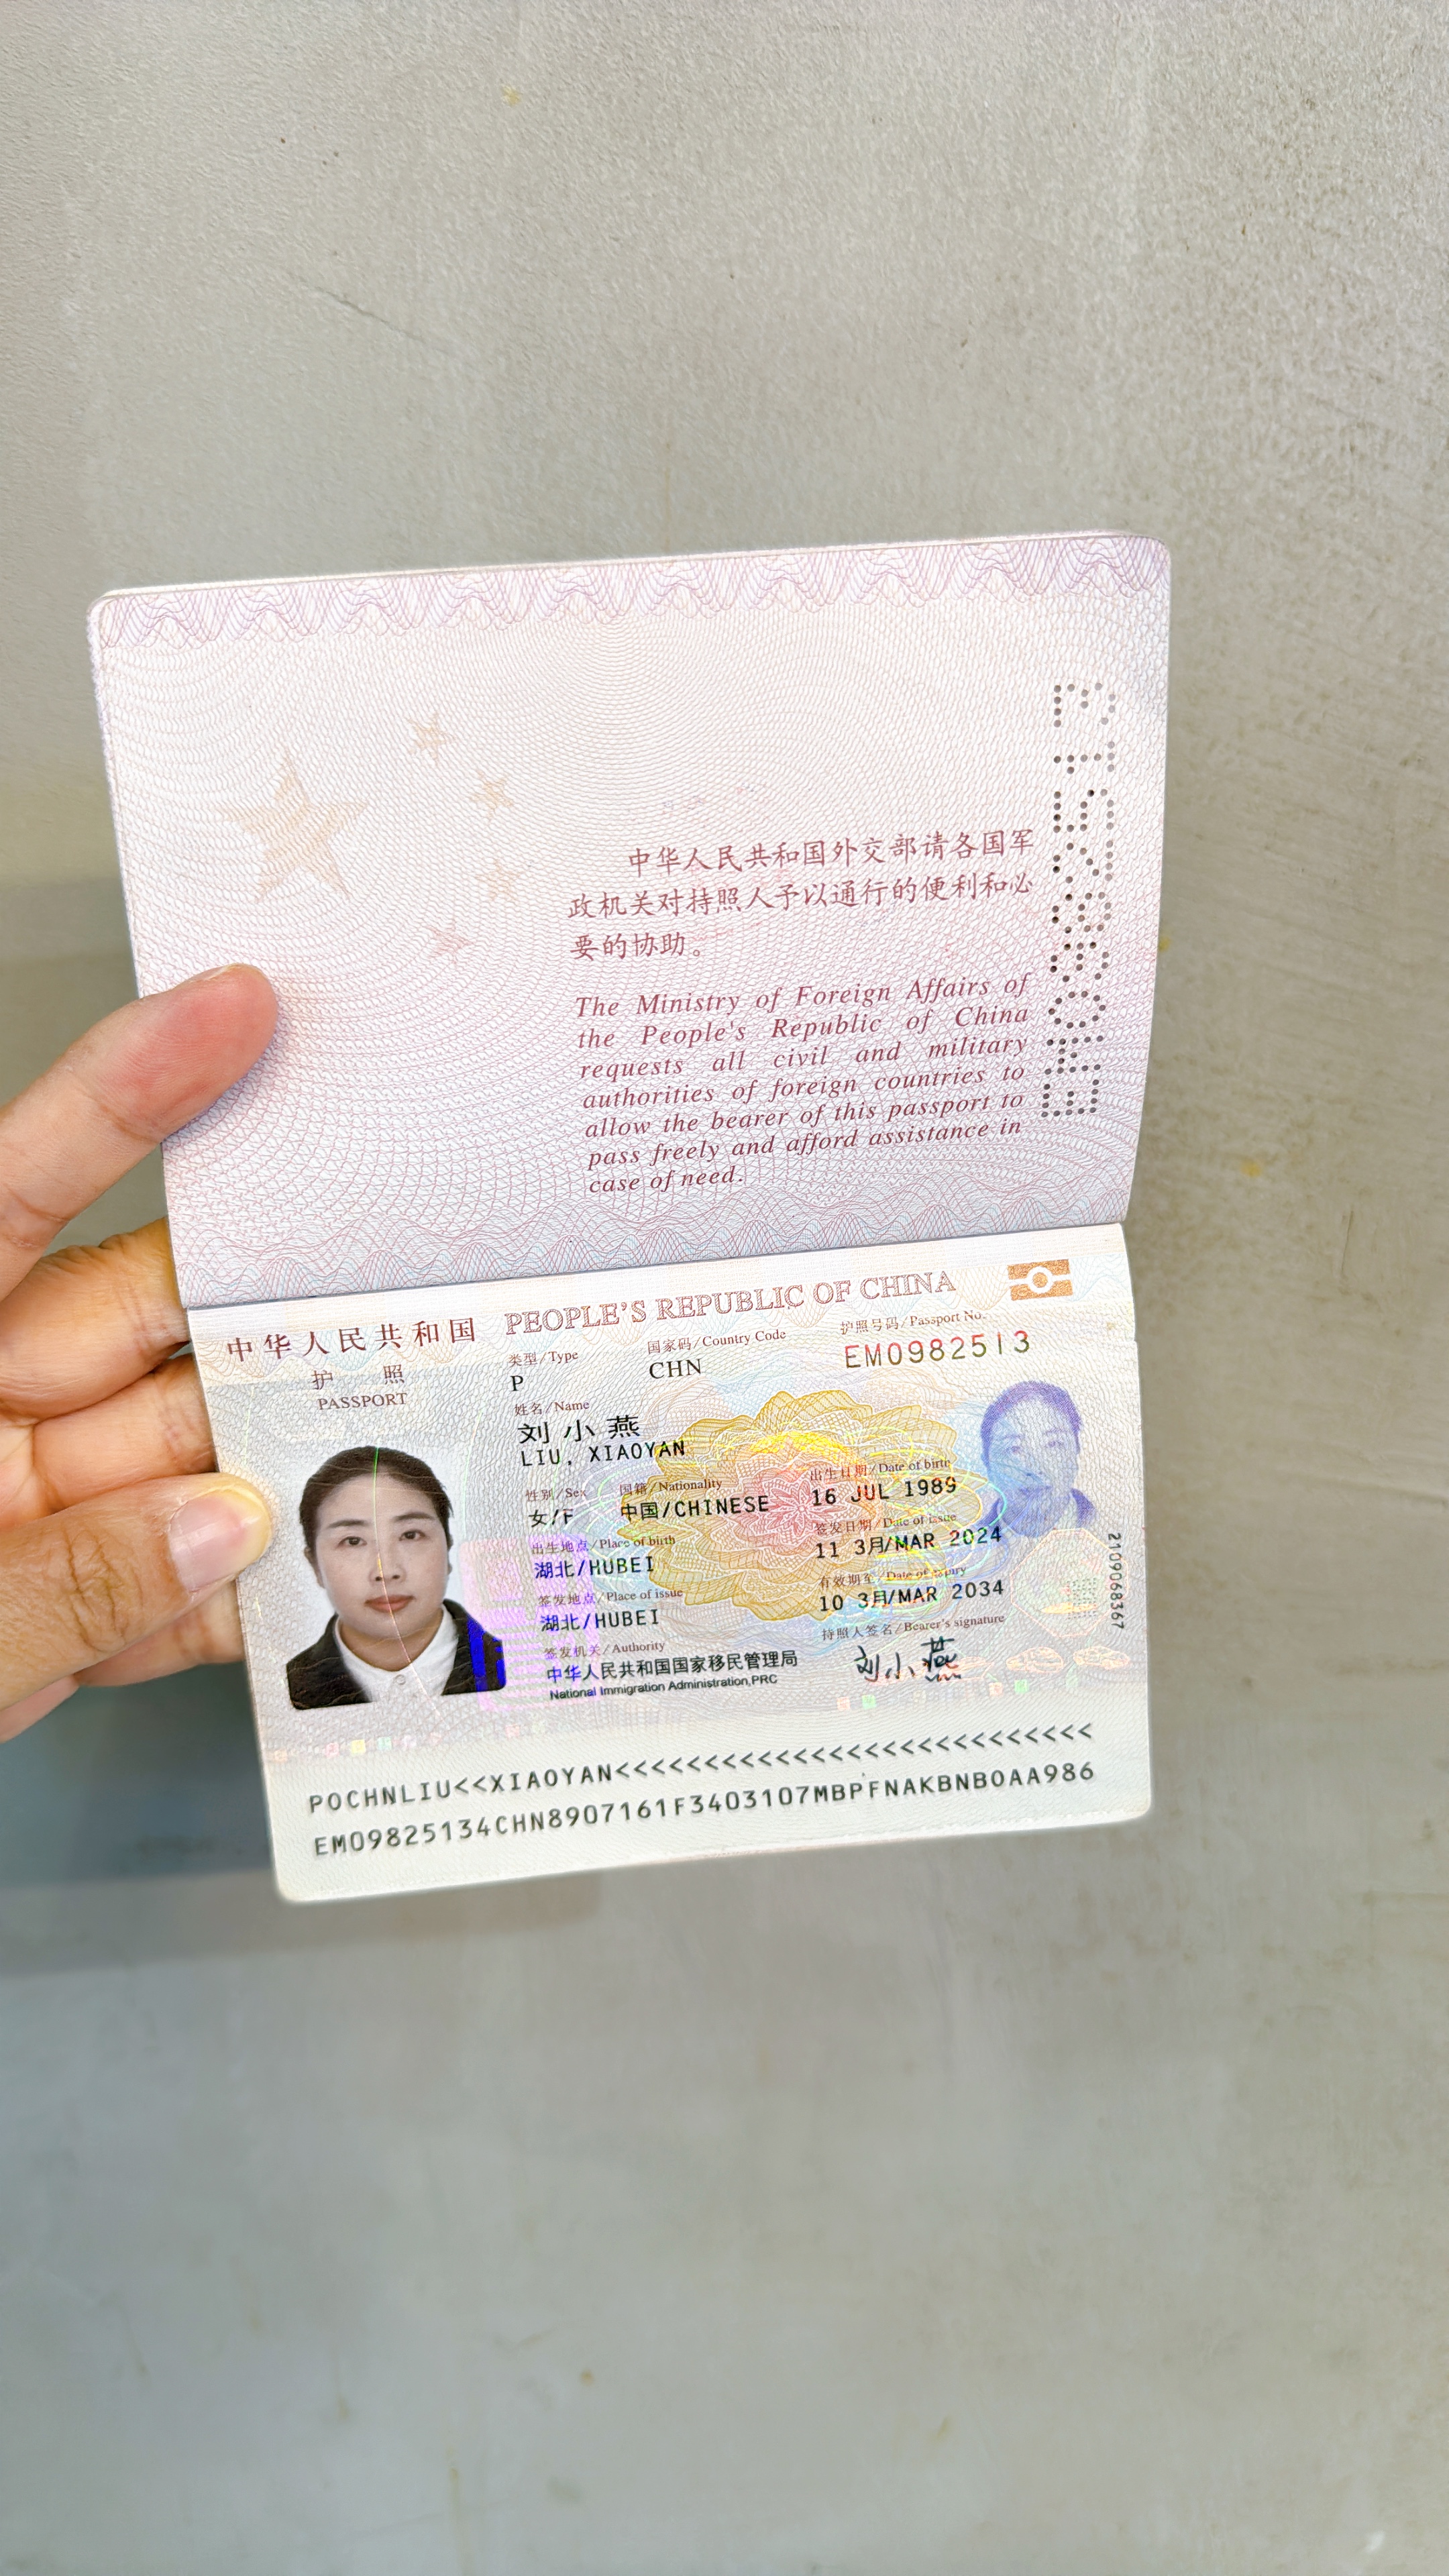 中华人民共和国外交部请各国军
政机关对持照人予以通行的便利和必
要的协助。
The Ministry of Foreign Affairs of
the People's Republic of China
requests all civil and military
authorities of foreign countries to
allow the bearer of this passport to
pass freely and afford assistance in
case of need.
EM0982513
中华人民共和国 PEOPLE'S REPUBLIC OF CHINA
护 照
PASSPORT
类型/Type 国家码/Country Code 护照号码/Passport No.
P CHN EM0982513
姓名/Name
刘小燕
LIU, XIAOYAN
性别/Sex 国籍/Nationality 出生日期/Date of birth
女/F 中国/CHINESE 16 JUL 1989
出生地点/Place of birth 签发日期/Date of issue
湖北/HUBEI 11 3月/MAR 2024
签发地点/Place of issue 有效期至/Date of expiry
湖北/HUBEI 10 3月/MAR 2034
签发机关/Authority 持照人签名/Bearer's signature
中华人民共和国国家移民管理局 刘小燕
National Immigration Administration,PRC
2109068367
POCHNLIU<<XIAOYAN<<<<<<<<<<<<<<<<<<<<<<<<<<<
EM09825134CHN8907161F3403107MBPFNAKBNBOAA986